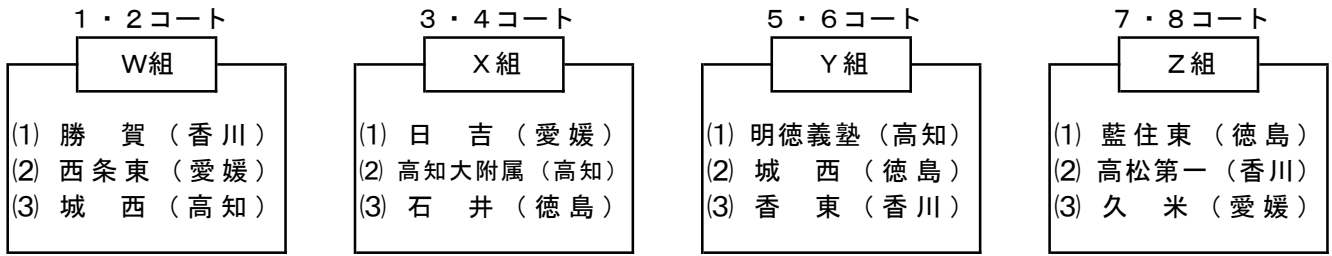 1・2コート
W組
⑴ 勝 賀（香川）
⑵ 西条東（愛媛）
⑶ 城 西（高知）
3・4コート
X組
⑴ 日 吉（愛媛）
⑵ 高知大附属（高知）
⑶ 石 井（徳島）
5・6コート
Y組
⑴ 明徳義塾（高知）
⑵ 城 西（徳島）
⑶ 香 東（香川）
7・8コート
Z組
⑴ 藍住東（徳島）
⑵ 高松第一（香川）
⑶ 久 米（愛媛）